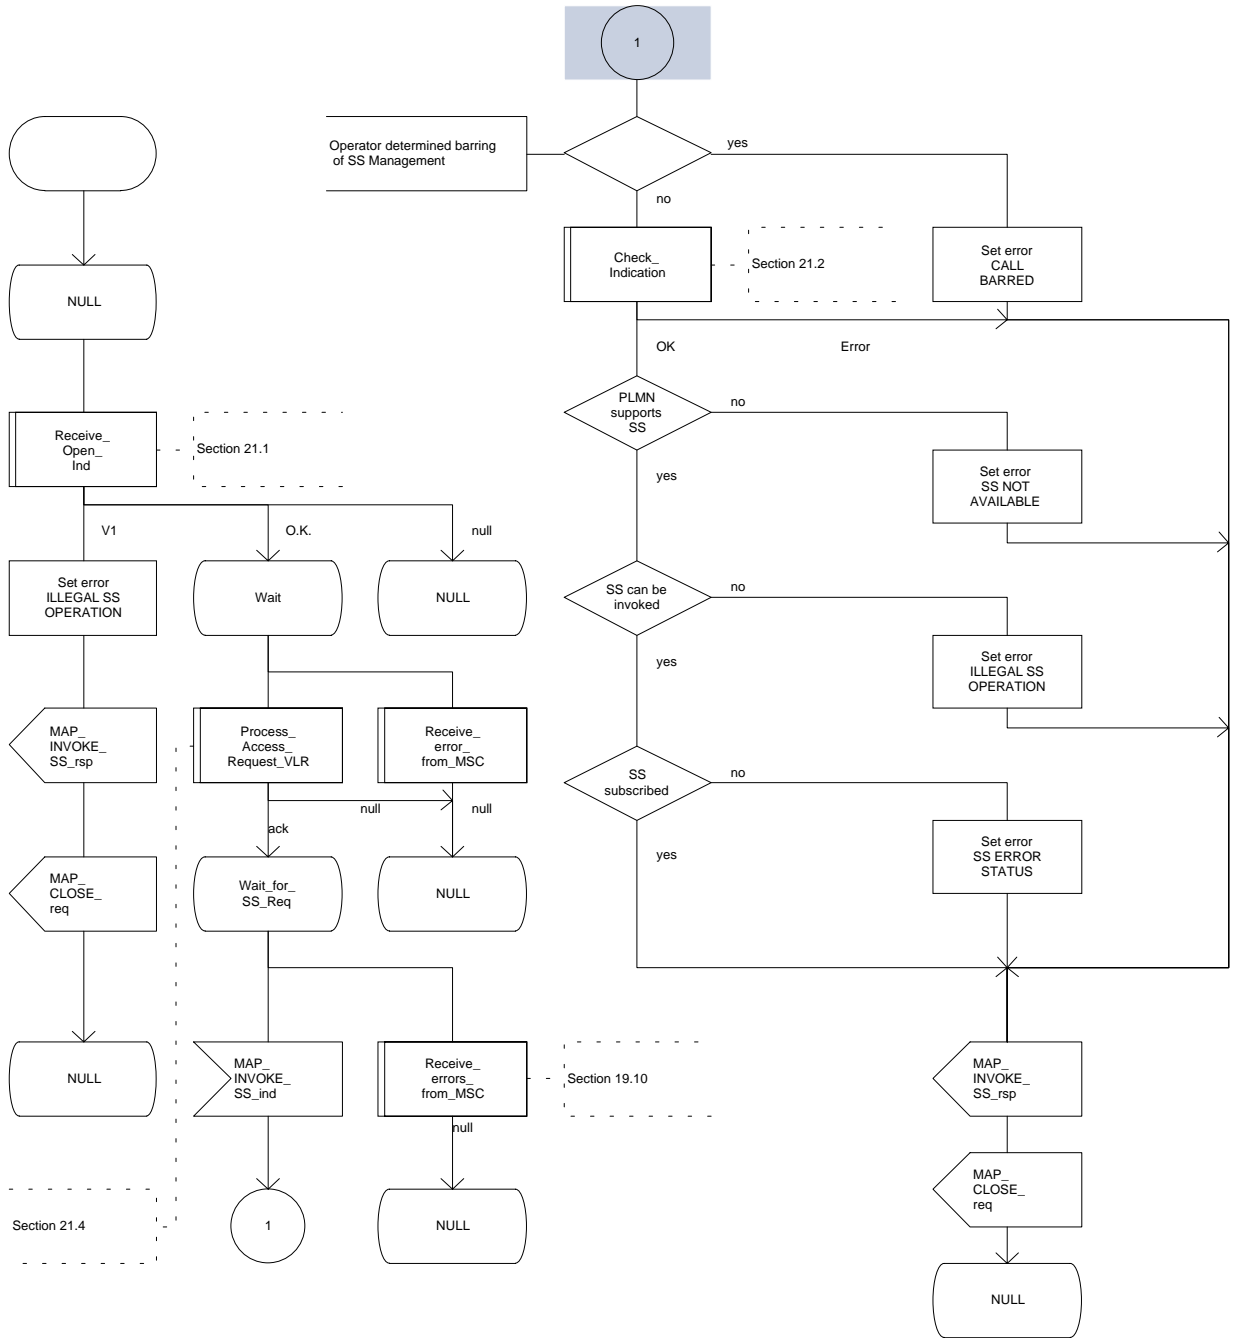 1
Operator determined barring
of SS Management
yes
no
Check_
Indication
Section 21.2
Set error
CALL
BARRED
NULL
OK
Error
PLMN
supports
SS
no
Receive_
Open_
Ind
Section 21.1
yes
Set error
SS NOT
AVAILABLE
V1
O.K.
null
Set error
ILLEGAL SS
OPERATION
Wait
NULL
SS can be
invoked
no
yes
Set error
ILLEGAL SS
OPERATION
MAP_
INVOKE_
SS_rsp
Process_
Access_
Request_VLR
Receive_
error_
from_MSC
SS
subscribed
no
null
null
ack
yes
Set error
SS ERROR
STATUS
MAP_
CLOSE_
req
Wait_for_
SS_Req
NULL
NULL
MAP_
INVOKE_
SS_ind
Receive_
errors_
from_MSC
Section 19.10
MAP_
INVOKE_
SS_rsp
null
Section 21.4
1
NULL
MAP_
CLOSE_
req
NULL